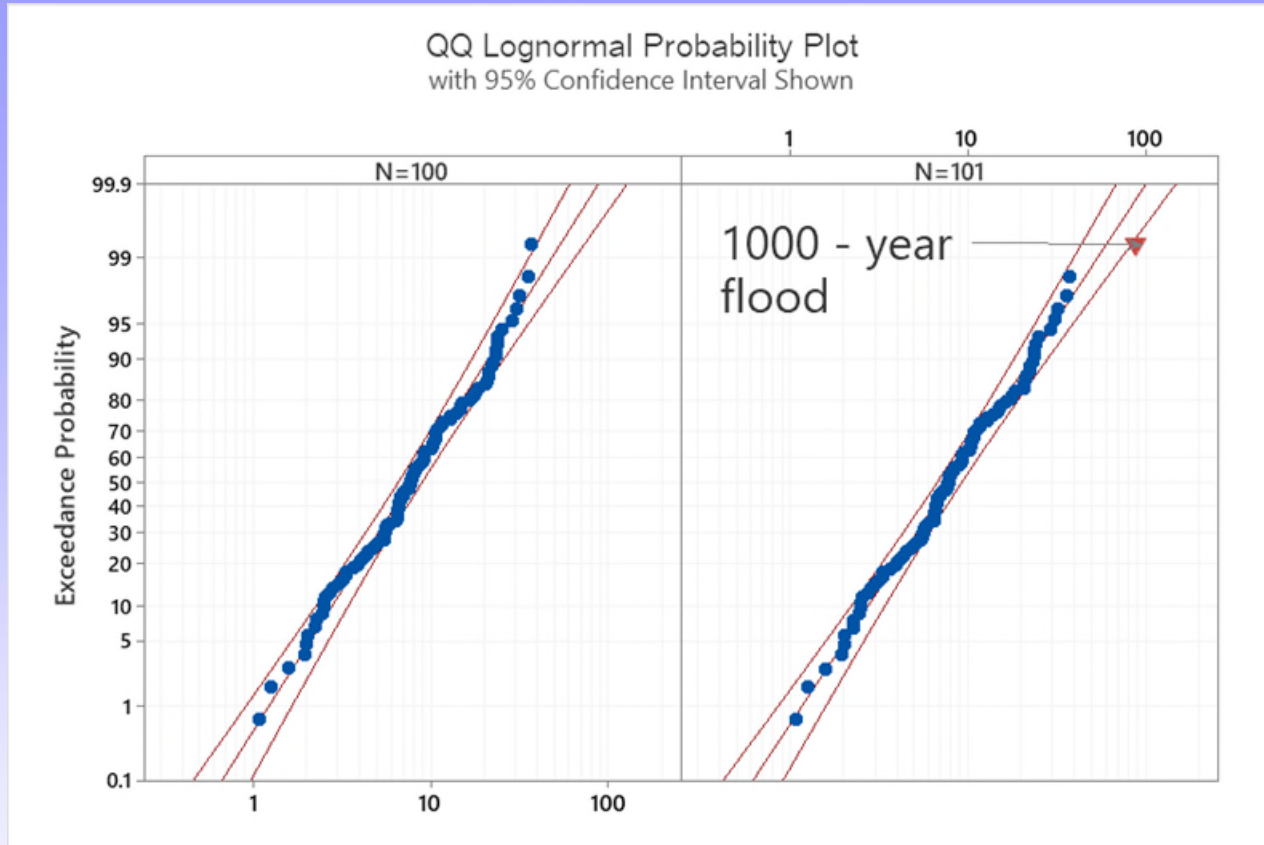 QQ Lognormal Probability Plot
with 95% Confidence Interval Shown
1 10 100
N=100 N=101
99.9
1000 - year
flood
99
95
90
80
70
60
50
40
30
20
10
5
1
0.1
Exceedance Probability
1 10 100